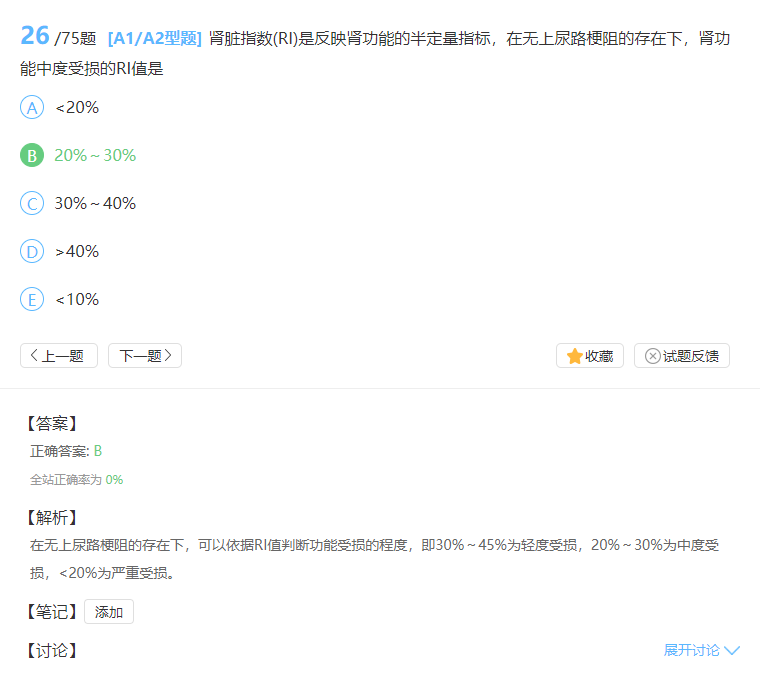 26 /75题 [A1/A2型题] 肾脏指数(RI)是反映肾功能的半定量指标，在无上尿路梗阻的存在下，肾功
能中度受损的RI值是
A <20%
B 20%～30%
C 30%～40%
D >40%
E <10%
上一题 下一题 收藏 试题反馈
【答案】
正确答案: B
全站正确率为 0%
【解析】
在无上尿路梗阻的存在下，可以依据RI值判断功能受损的程度，即30%～45%为轻度受损，20%～30%为中度受
损，<20%为严重受损。
【笔记】 添加
【讨论】 展开讨论